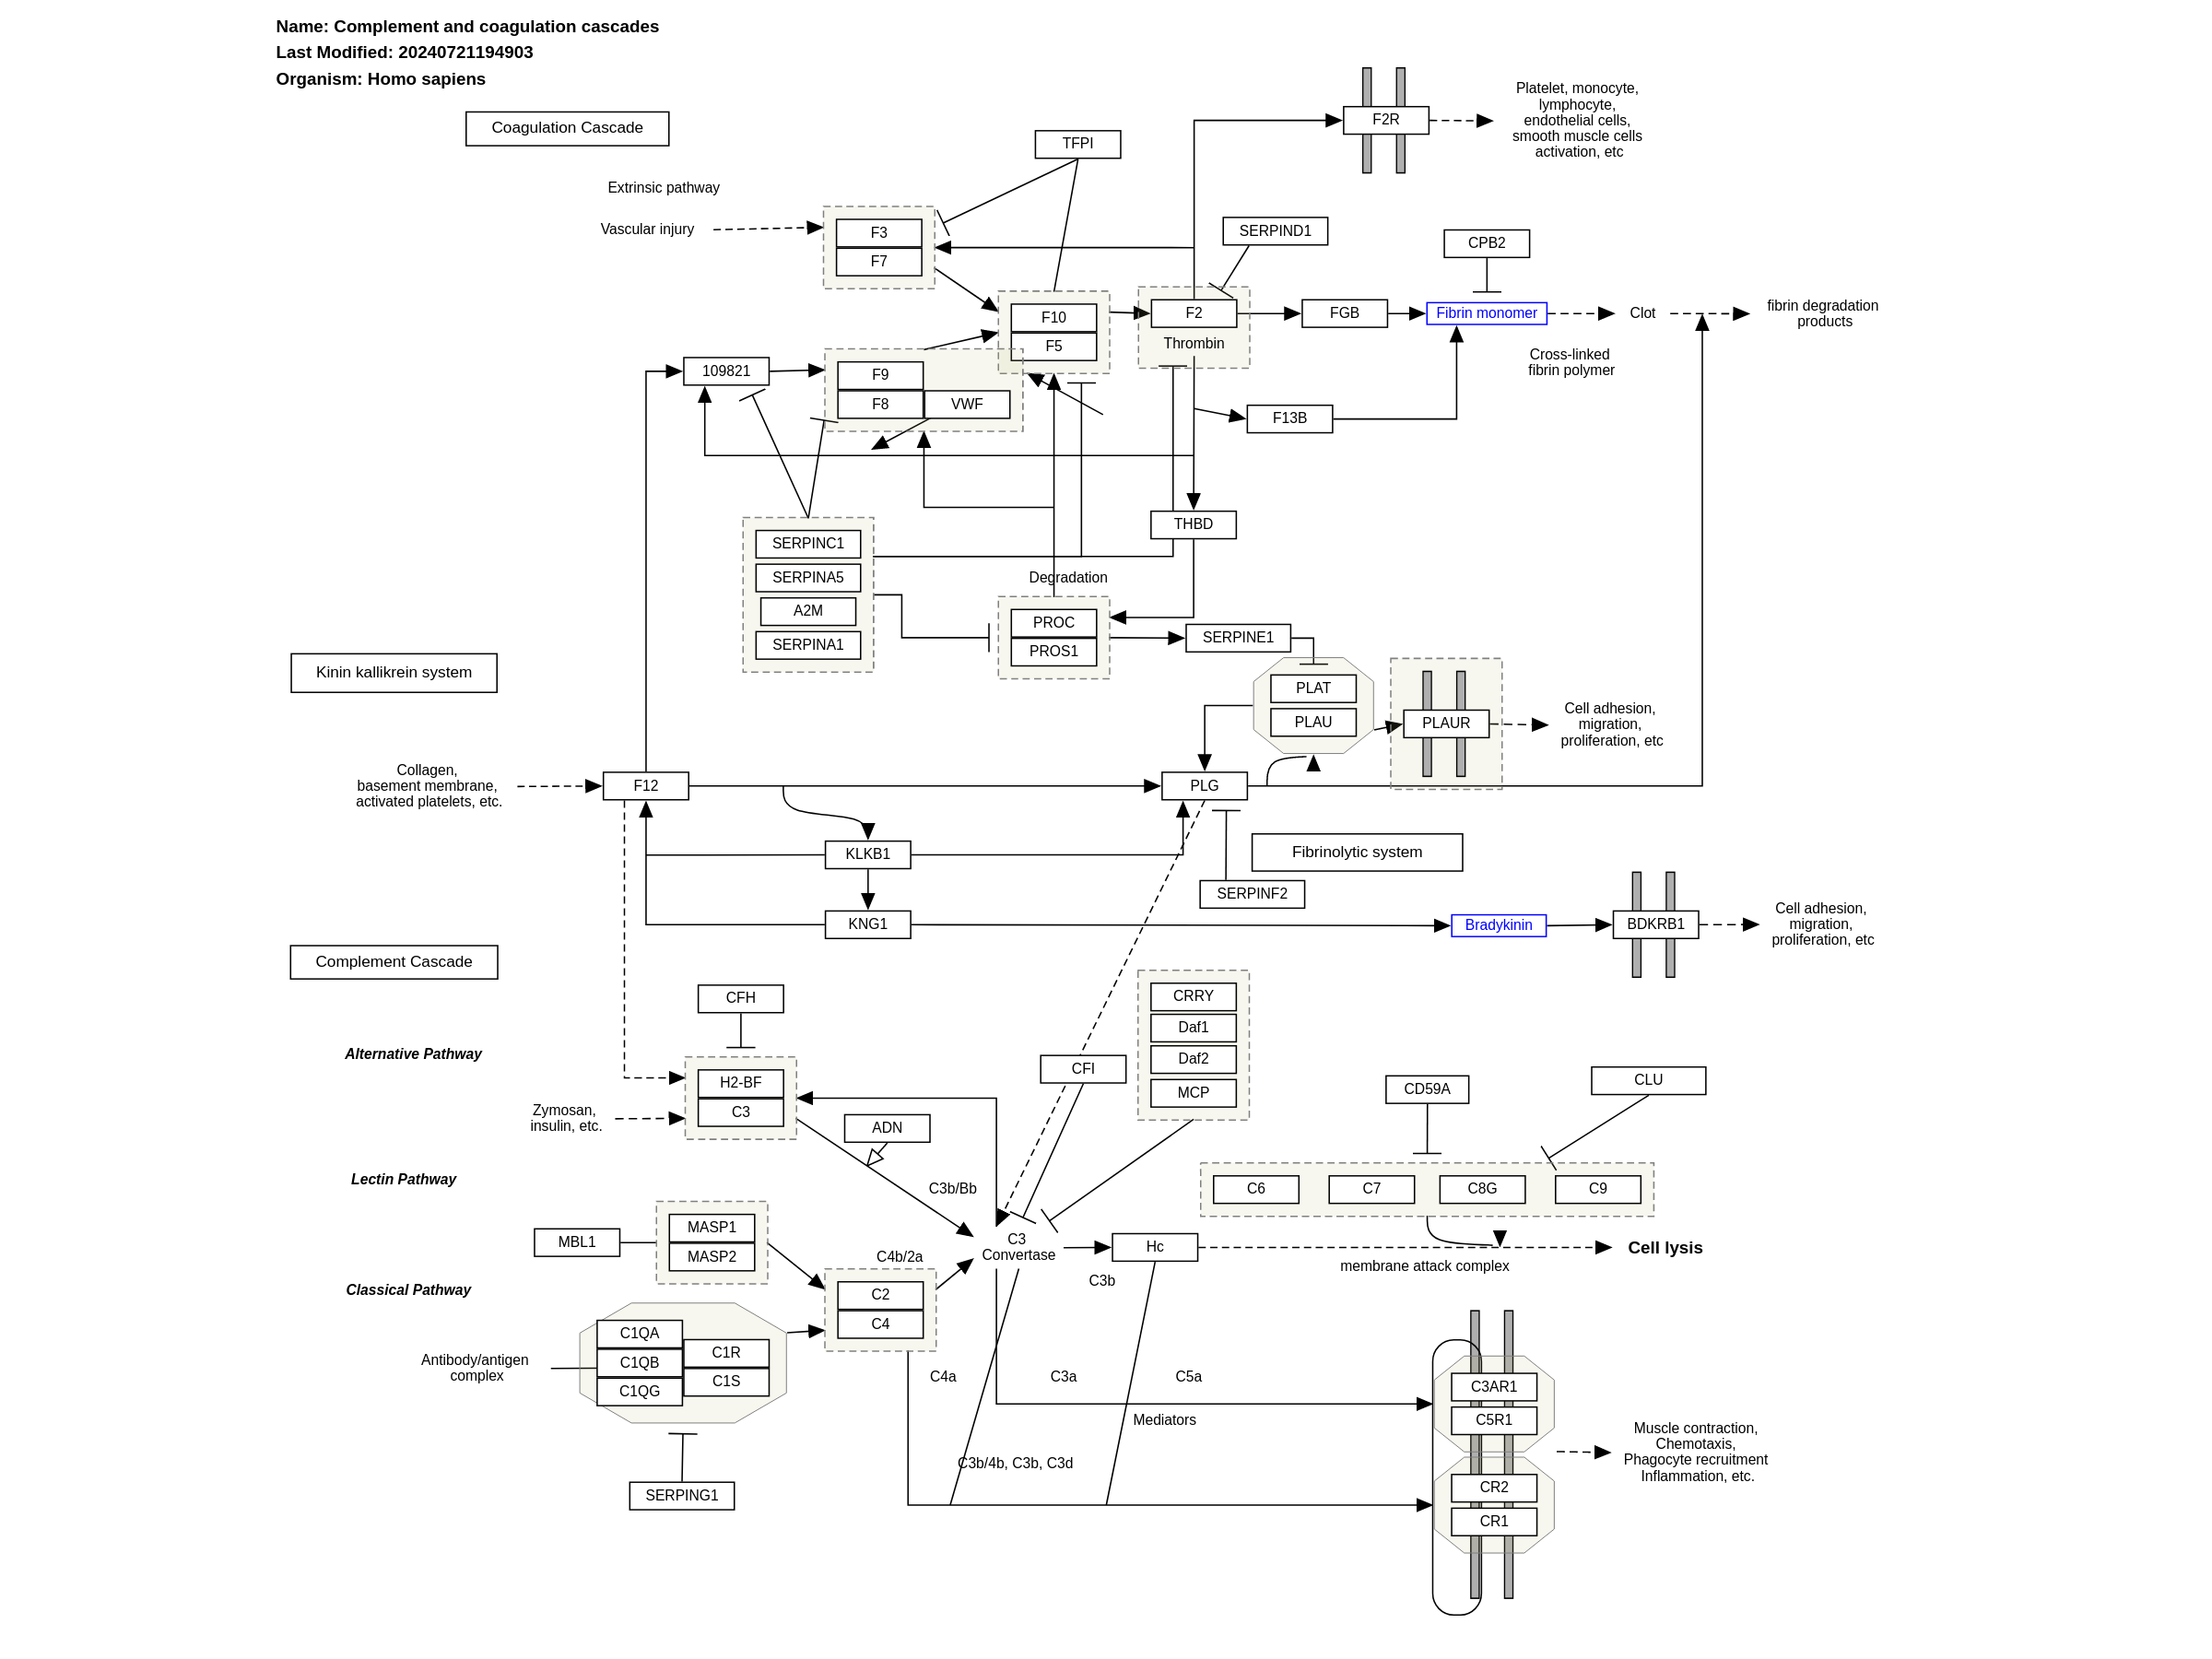 Name: Complement and coagulation cascades
Last Modified: 20240721194903
Organism: Homo sapiens
Coagulation Cascade
Extrinsic pathway
Vascular injury
TFPI
F3
F7
F2R
Platelet, monocyte,
lymphocyte,
endothelial cells,
smooth muscle cells
activation, etc
SERPIND1
CPB2
F10
F5
F2
Thrombin
FGB
Fibrin monomer
Clot
fibrin degradation
products
Cross-linked
fibrin polymer
109821
F9
F8
VWF
F13B
THBD
SERPINC1
SERPINA5
A2M
SERPINA1
Degradation
PROC
PROS1
SERPINE1
PLAT
PLAU
PLAUR
Cell adhesion,
migration,
proliferation, etc
Kinin kallikrein system
Collagen,
basement membrane,
activated platelets, etc.
F12
PLG
KLKB1
Fibrinolytic system
SERPINF2
KNG1
Bradykinin
BDKRB1
Cell adhesion,
migration,
proliferation, etc
Complement Cascade
CFH
CRRY
Daf1
Daf2
MCP
Alternative Pathway
H2-BF
C3
CFI
CD59A
CLU
Zymosan,
insulin, etc.
ADN
Lectin Pathway
C3b/Bb
C6
C7
C8G
C9
MBL1
MASP1
MASP2
C4b/2a
C3
Convertase
Hc
Cell lysis
C3b
membrane attack complex
Classical Pathway
C2
C4
C1QA
C1QB
C1QG
C1R
C1S
Antibody/antigen
complex
C4a
C3a
C5a
Mediators
C3AR1
C5R1
C3b/4b, C3b, C3d
CR2
CR1
Muscle contraction,
Chemotaxis,
Phagocyte recruitment
Inflammation, etc.
SERPING1